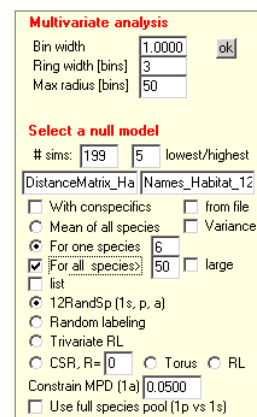 Multivariate analysis
Bin width 1.0000 ok
Ring width [bins] 3
Max radius [bins] 50
Select a null model
# sims: 199 5 lowest/highest
DistanceMatrix_Ha Names_Habitat_12
With conspecifics from file
Mean of all species Variance
For one species 6
For all species> 50 large
list
12RandSp (1s, p, a)
Random labeling
Trivariate RL
CSR, R= 0 Torus RL
Constrain MPD (1a) 0.0500
Use full species pool (1p vs 1s)